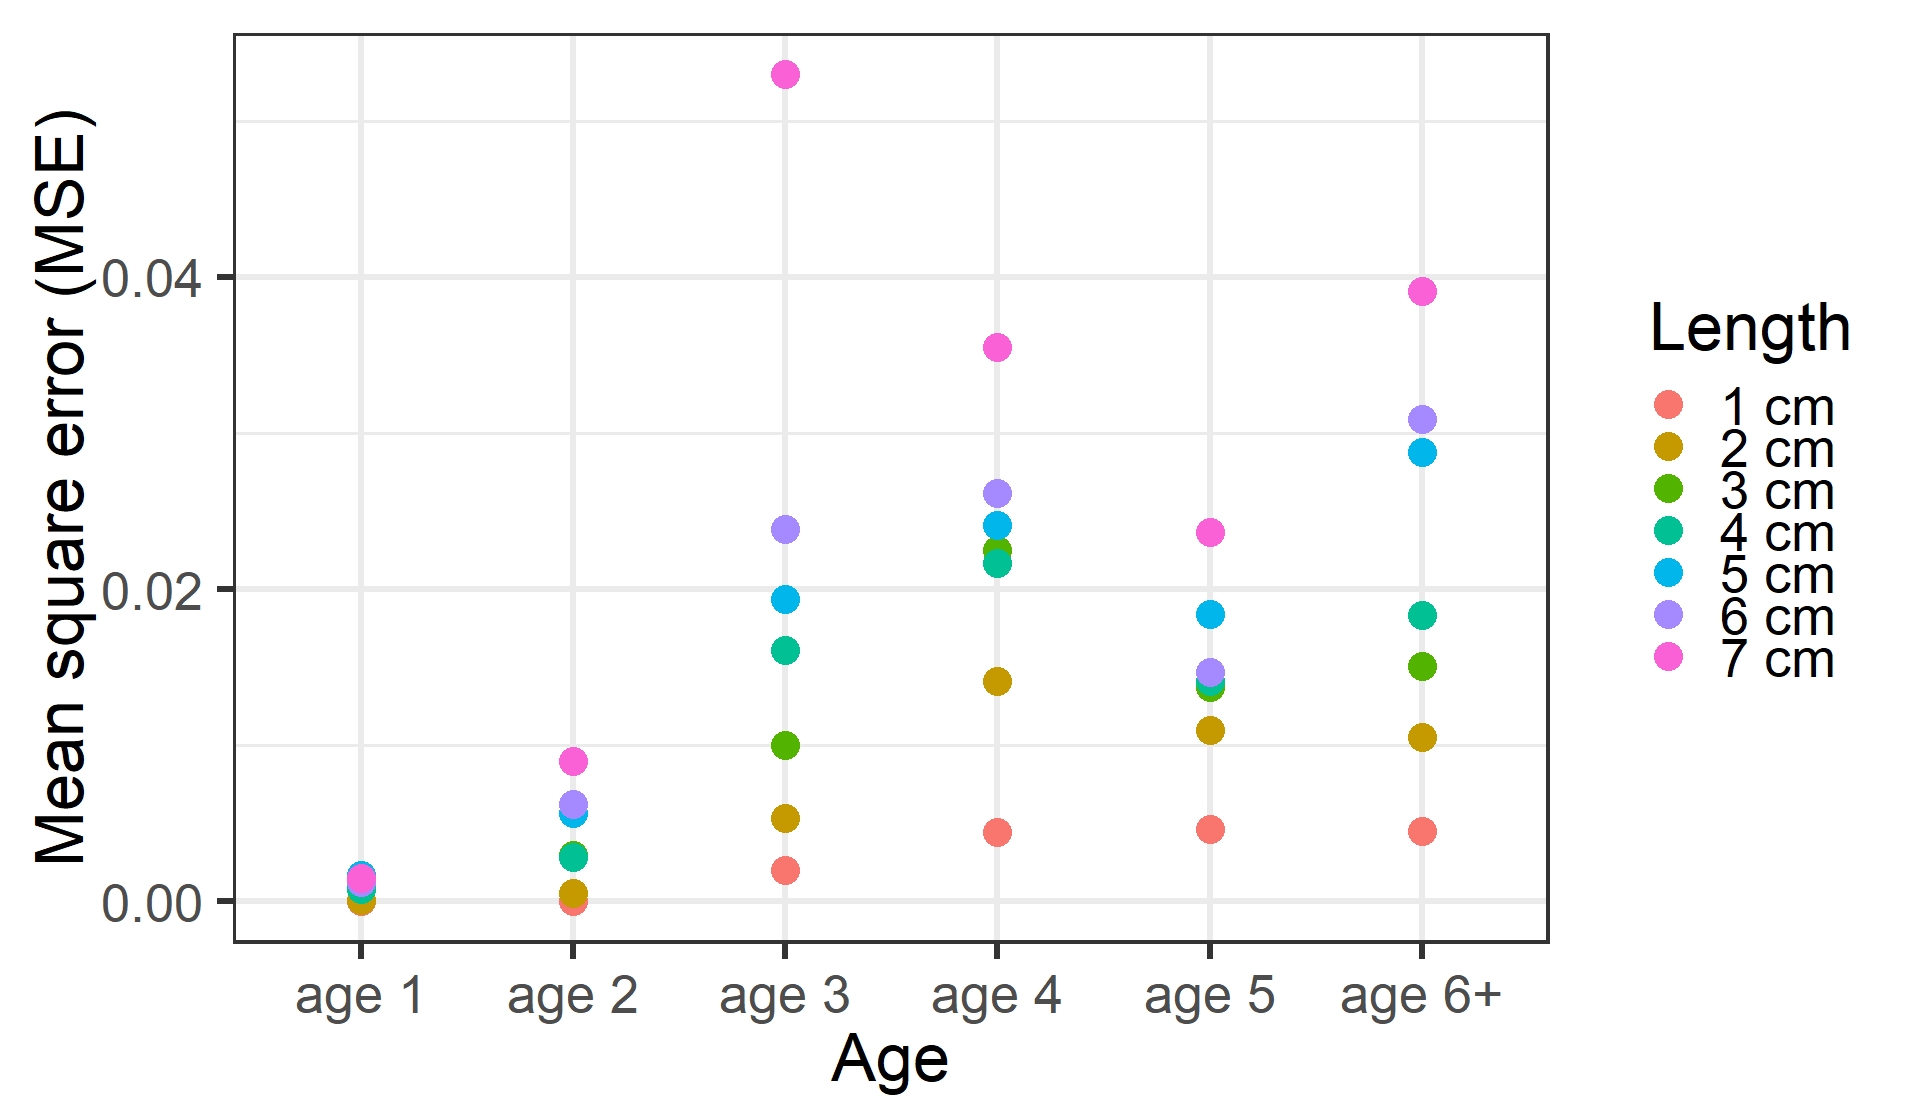 Mean square error (MSE)
0.04
0.02
0.00
age 1
age 2
age 3
age 4
age 5
age 6+
Age
Length
1 cm
2 cm
3 cm
4 cm
5 cm
6 cm
7 cm